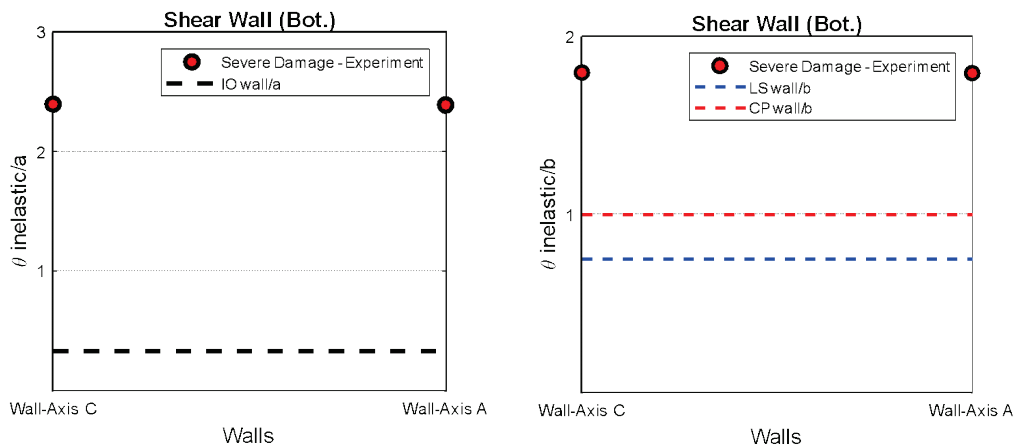 Shear Wall (Bot.)
3
2
1
θ inelastic/a
Severe Damage - Experiment
IO wall/a
Wall-Axis C
Wall-Axis A
Walls
Shear Wall (Bot.)
2
1
θ inelastic/b
Severe Damage - Experiment
LS wall/b
CP wall/b
Wall-Axis C
Wall-Axis A
Walls